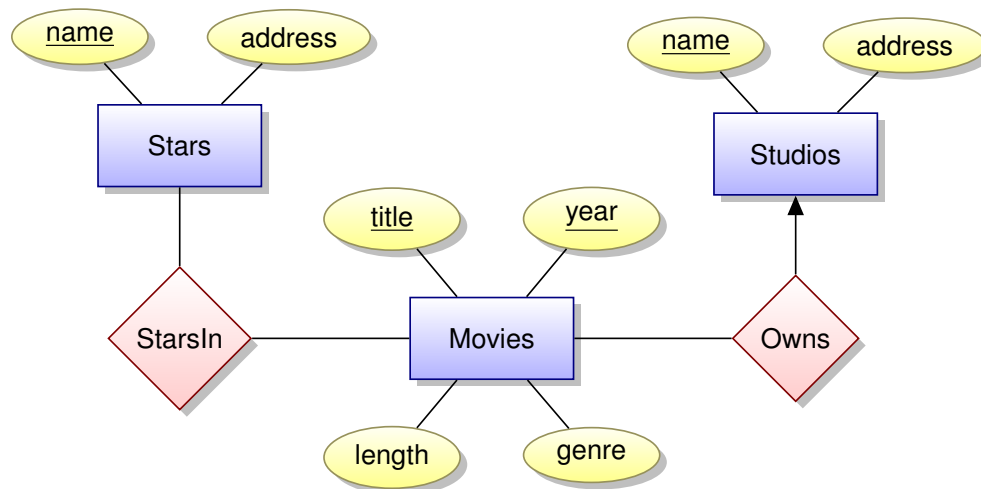 name
address
name
address
Stars
Studios
title
year
StarsIn
Movies
Owns
length
genre